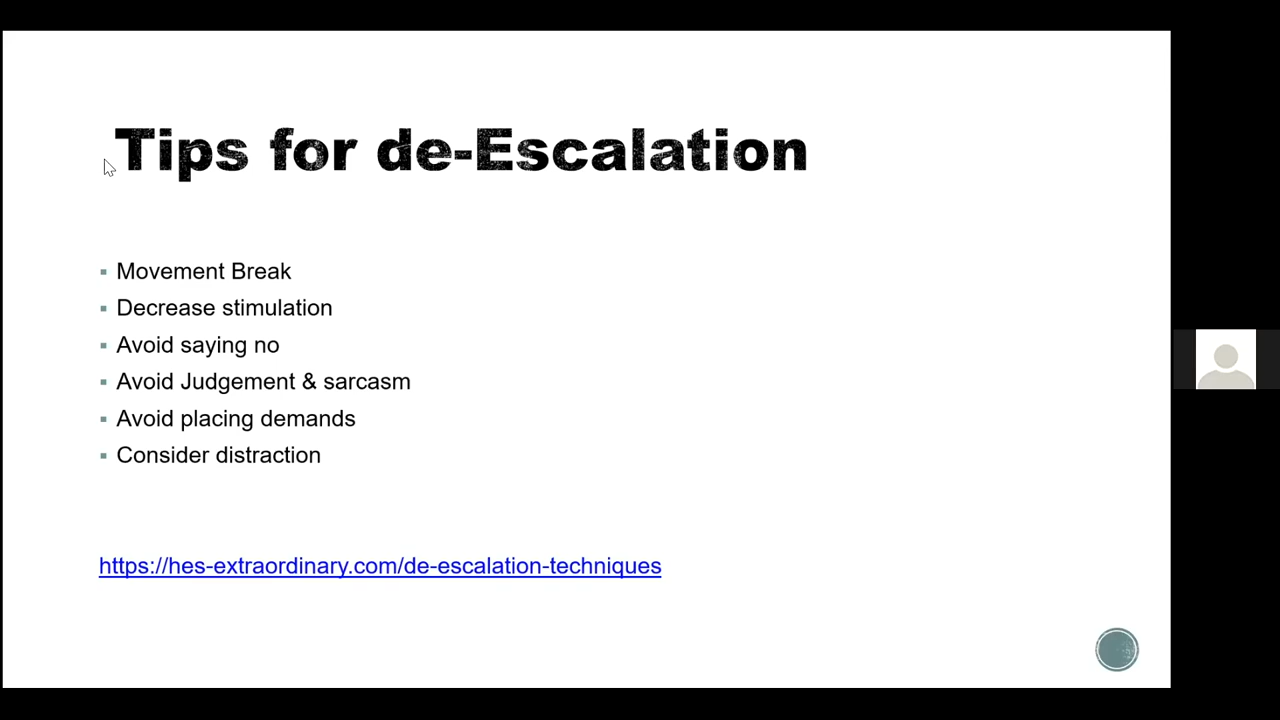 Tips for de-Escalation
Movement Break
Decrease stimulation
Avoid saying no
Avoid Judgement & sarcasm
Avoid placing demands
Consider distraction
https://hes-extraordinary.com/de-escalation-techniques